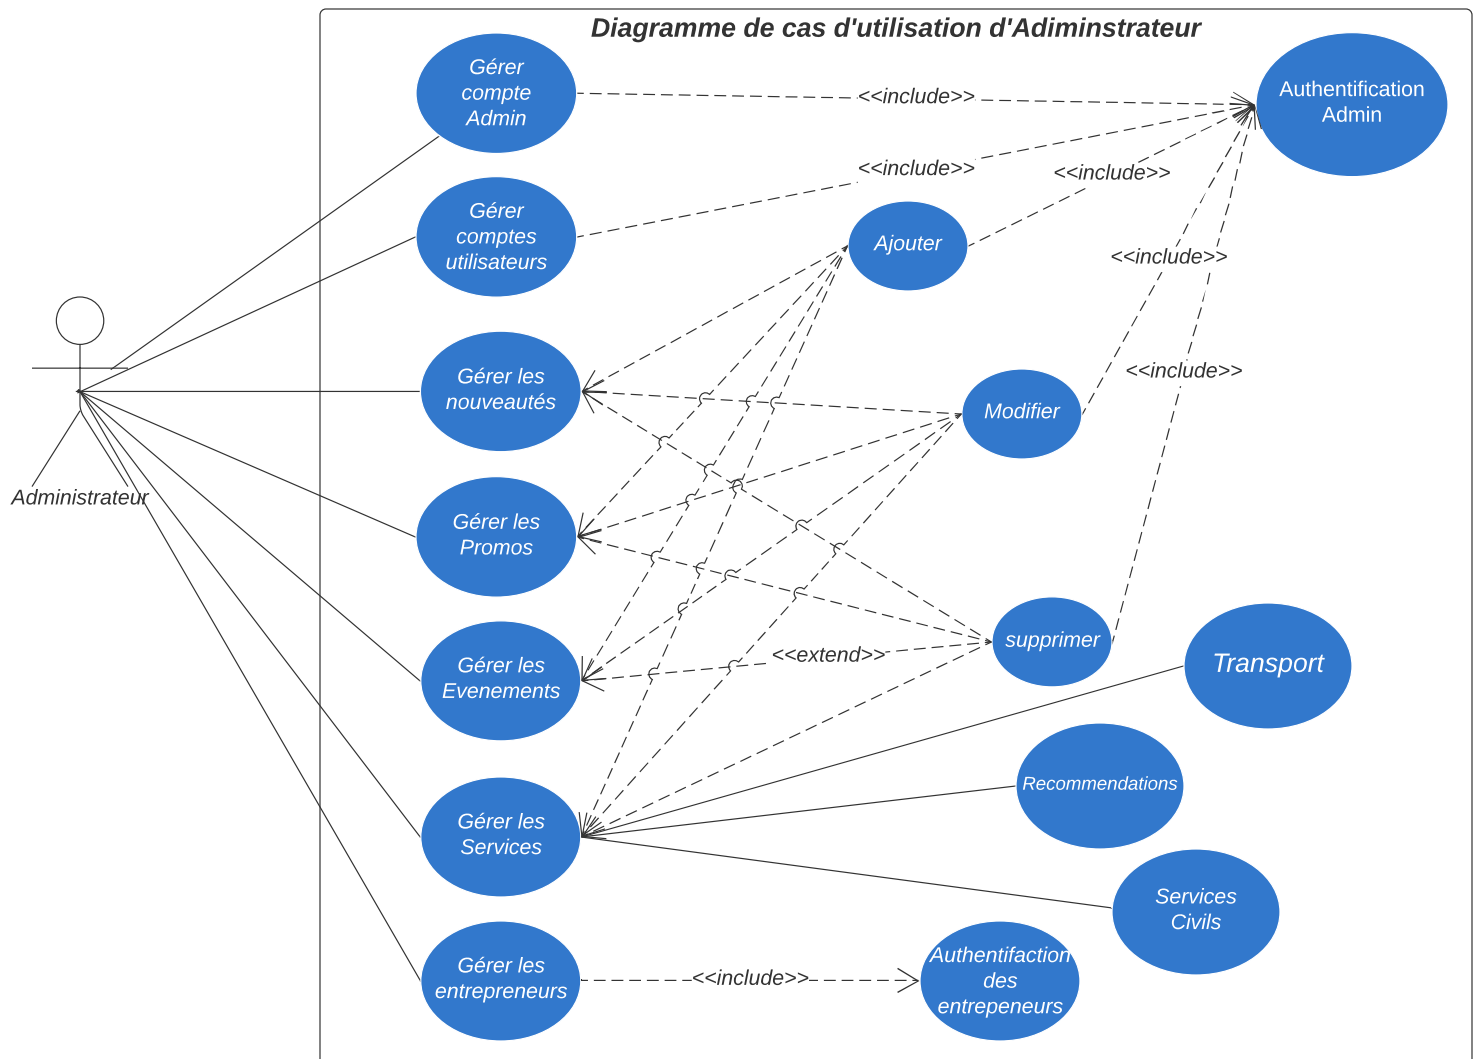 Diagramme de cas d'utilisation d'Adiminstrateur
Gérer
compte
Admin
<<include>>
Authentification
Admin
Gérer
comptes
utilisateurs
<<include>>
<<include>>
Ajouter
<<include>>
<<include>>
Gérer les
nouveautés
Modifier
Administrateur
Gérer les
Promos
Gérer les
Evenements
<<extend>>
supprimer
Transport
Recommendations
Gérer les
Services
Services
Civils
Gérer les
entrepreneurs
<<include>>
Authentifaction
des
entrepeneurs